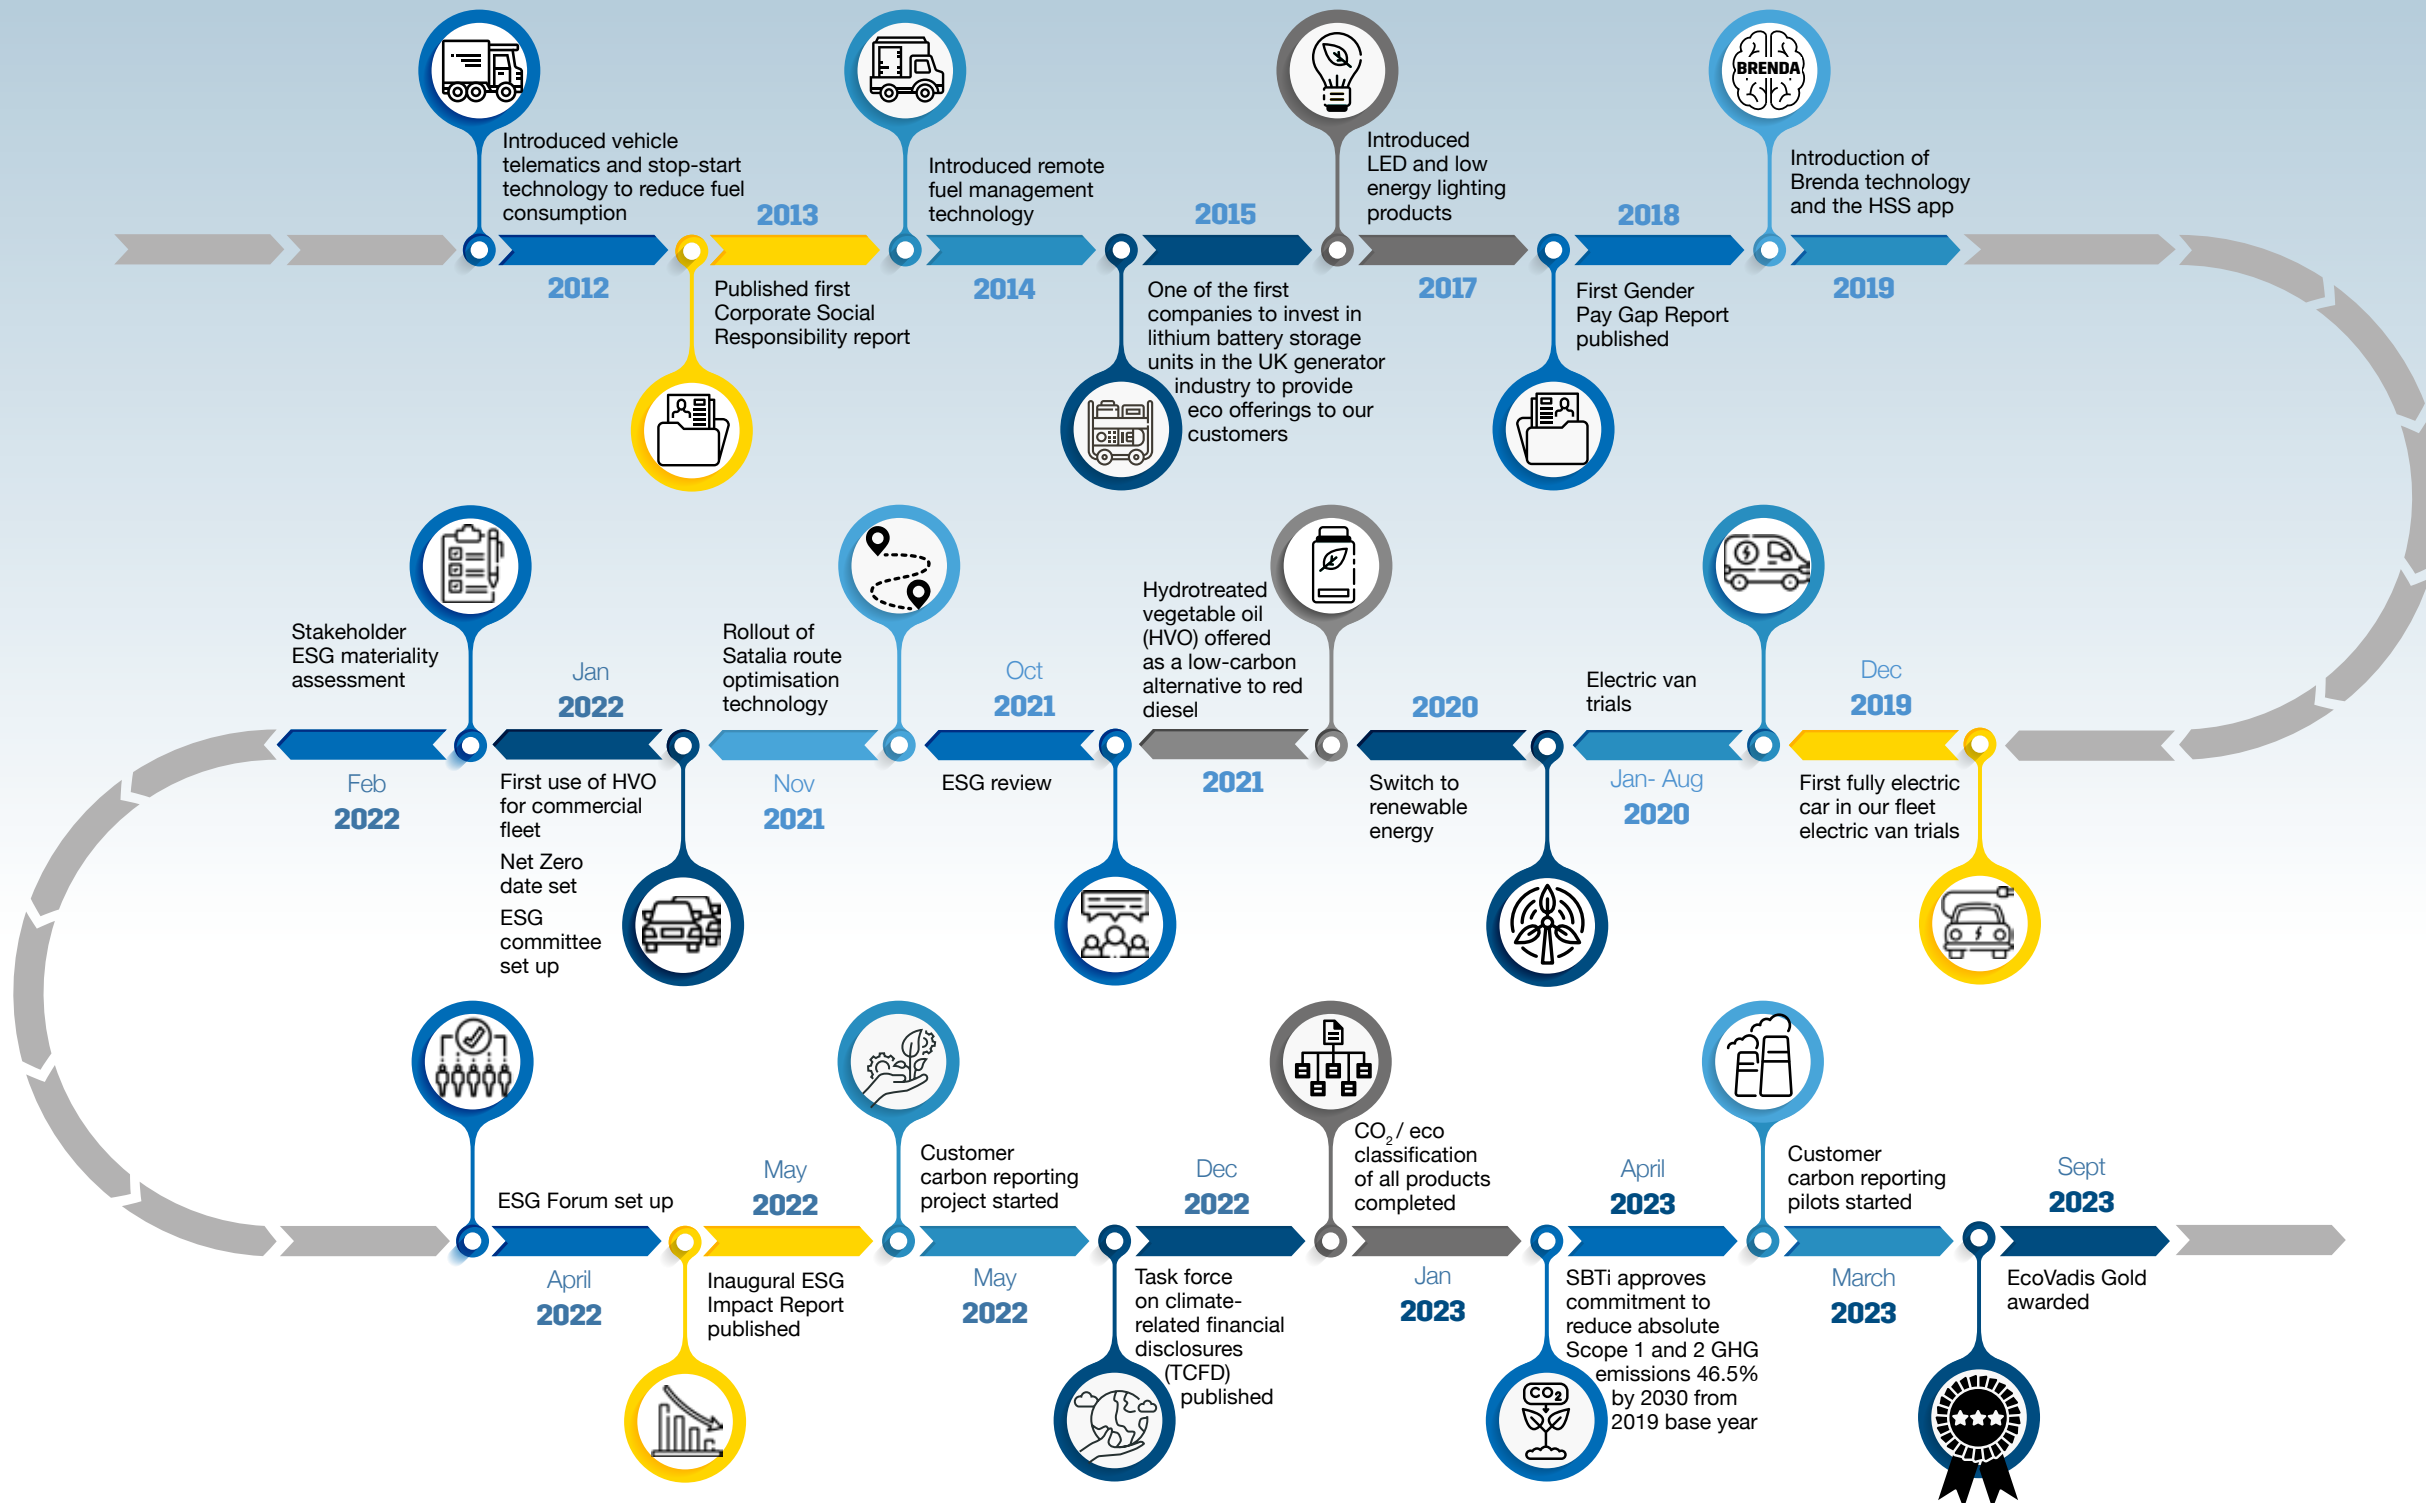 Introduced vehicle
telematics and stop-start
technology to reduce fuel
consumption
2012
2013
Published first
Corporate Social
Responsibility report
Introduced remote
fuel management
technology
2014
2015
One of the first
companies to invest in
lithium battery storage
units in the UK generator
industry to provide
eco offerings to our
customers
Introduced
LED and low
energy lighting
products
2017
2018
First Gender
Pay Gap Report
published
BRENDA
Introduction of
Brenda technology
and the HSS app
2019
Dec
2019
First fully electric
car in our fleet
electric van trials
Electric van
trials
Jan- Aug
2020
2020
Switch to
renewable
energy
Hydrotreated
vegetable oil
(HVO) offered
as a low-carbon
alternative to red
diesel
2021
Oct
2021
ESG review
Rollout of
Satalia route
optimisation
technology
Nov
2021
Jan
2022
First use of HVO
for commercial
fleet
Net Zero
date set
ESG
committee
set up
Stakeholder
ESG materiality
assessment
Feb
2022
ESG Forum set up
April
2022
May
2022
Inaugural ESG
Impact Report
published
Customer
carbon reporting
project started
May
2022
Dec
2022
Task force
on climate-
related financial
disclosures
(TCFD)
published
CO₂ / eco
classification
of all products
completed
Jan
2023
April
2023
SBTi approves
commitment to
reduce absolute
Scope 1 and 2 GHG
emissions 46.5%
by 2030 from
2019 base year
CO₂
Customer
carbon reporting
pilots started
March
2023
Sept
2023
EcoVadis Gold
awarded